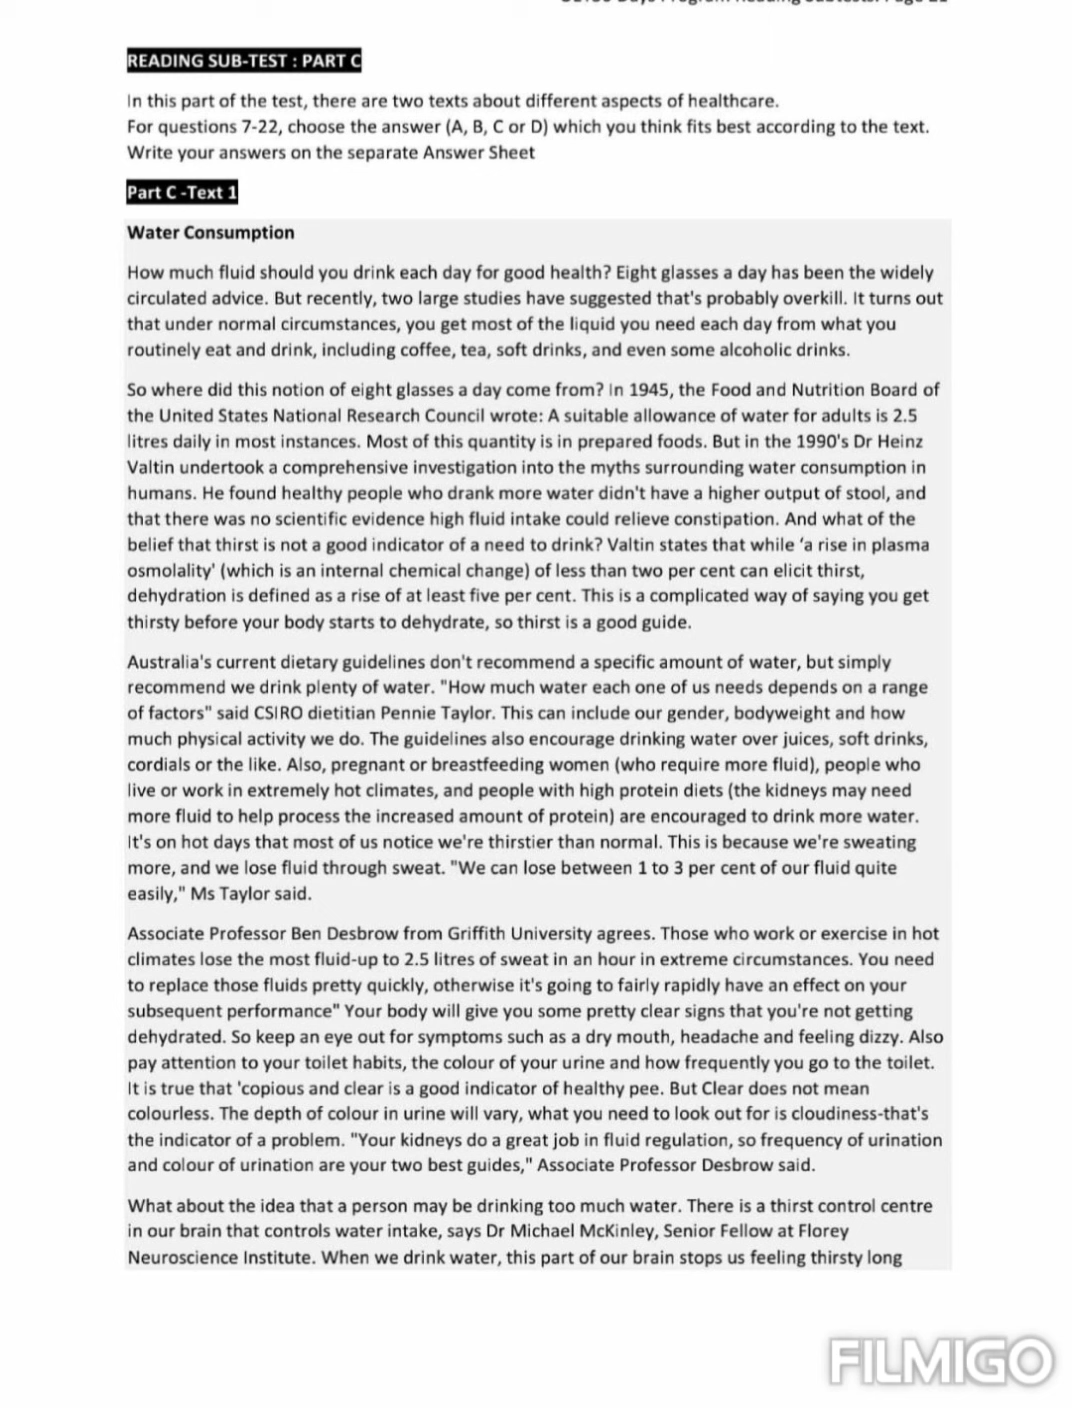 READING SUB-TEST : PART C
In this part of the test, there are two texts about different aspects of healthcare.
For questions 7-22, choose the answer (A, B, C or D) which you think fits best according to the text.
Write your answers on the separate Answer Sheet
Part C -Text 1
Water Consumption
How much fluid should you drink each day for good health? Eight glasses a day has been the widely
circulated advice. But recently, two large studies have suggested that's probably overkill. It turns out
that under normal circumstances, you get most of the liquid you need each day from what you
routinely eat and drink, including coffee, tea, soft drinks, and even some alcoholic drinks.
So where did this notion of eight glasses a day come from? In 1945, the Food and Nutrition Board of
the United States National Research Council wrote: A suitable allowance of water for adults is 2.5
litres daily in most instances. Most of this quantity is in prepared foods. But in the 1990's Dr Heinz
Valtin undertook a comprehensive investigation into the myths surrounding water consumption in
humans. He found healthy people who drank more water didn't have a higher output of stool, and
that there was no scientific evidence high fluid intake could relieve constipation. And what of the
belief that thirst is not a good indicator of a need to drink? Valtin states that while ‘a rise in plasma
osmolality' (which is an internal chemical change) of less than two per cent can elicit thirst,
dehydration is defined as a rise of at least five per cent. This is a complicated way of saying you get
thirsty before your body starts to dehydrate, so thirst is a good guide.
Australia's current dietary guidelines don't recommend a specific amount of water, but simply
recommend we drink plenty of water. "How much water each one of us needs depends on a range
of factors" said CSIRO dietitian Pennie Taylor. This can include our gender, bodyweight and how
much physical activity we do. The guidelines also encourage drinking water over juices, soft drinks,
cordials or the like. Also, pregnant or breastfeeding women (who require more fluid), people who
live or work in extremely hot climates, and people with high protein diets (the kidneys may need
more fluid to help process the increased amount of protein) are encouraged to drink more water.
It's on hot days that most of us notice we're thirstier than normal. This is because we're sweating
more, and we lose fluid through sweat. "We can lose between 1 to 3 per cent of our fluid quite
easily," Ms Taylor said.
Associate Professor Ben Desbrow from Griffith University agrees. Those who work or exercise in hot
climates lose the most fluid-up to 2.5 litres of sweat in an hour in extreme circumstances. You need
to replace those fluids pretty quickly, otherwise it's going to fairly rapidly have an effect on your
subsequent performance" Your body will give you some pretty clear signs that you're not getting
dehydrated. So keep an eye out for symptoms such as a dry mouth, headache and feeling dizzy. Also
pay attention to your toilet habits, the colour of your urine and how frequently you go to the toilet.
It is true that 'copious and clear is a good indicator of healthy pee. But Clear does not mean
colourless. The depth of colour in urine will vary, what you need to look out for is cloudiness-that's
the indicator of a problem. "Your kidneys do a great job in fluid regulation, so frequency of urination
and colour of urination are your two best guides," Associate Professor Desbrow said.
What about the idea that a person may be drinking too much water. There is a thirst control centre
in our brain that controls water intake, says Dr Michael McKinley, Senior Fellow at Florey
Neuroscience Institute. When we drink water, this part of our brain stops us feeling thirsty long
FILMIGO